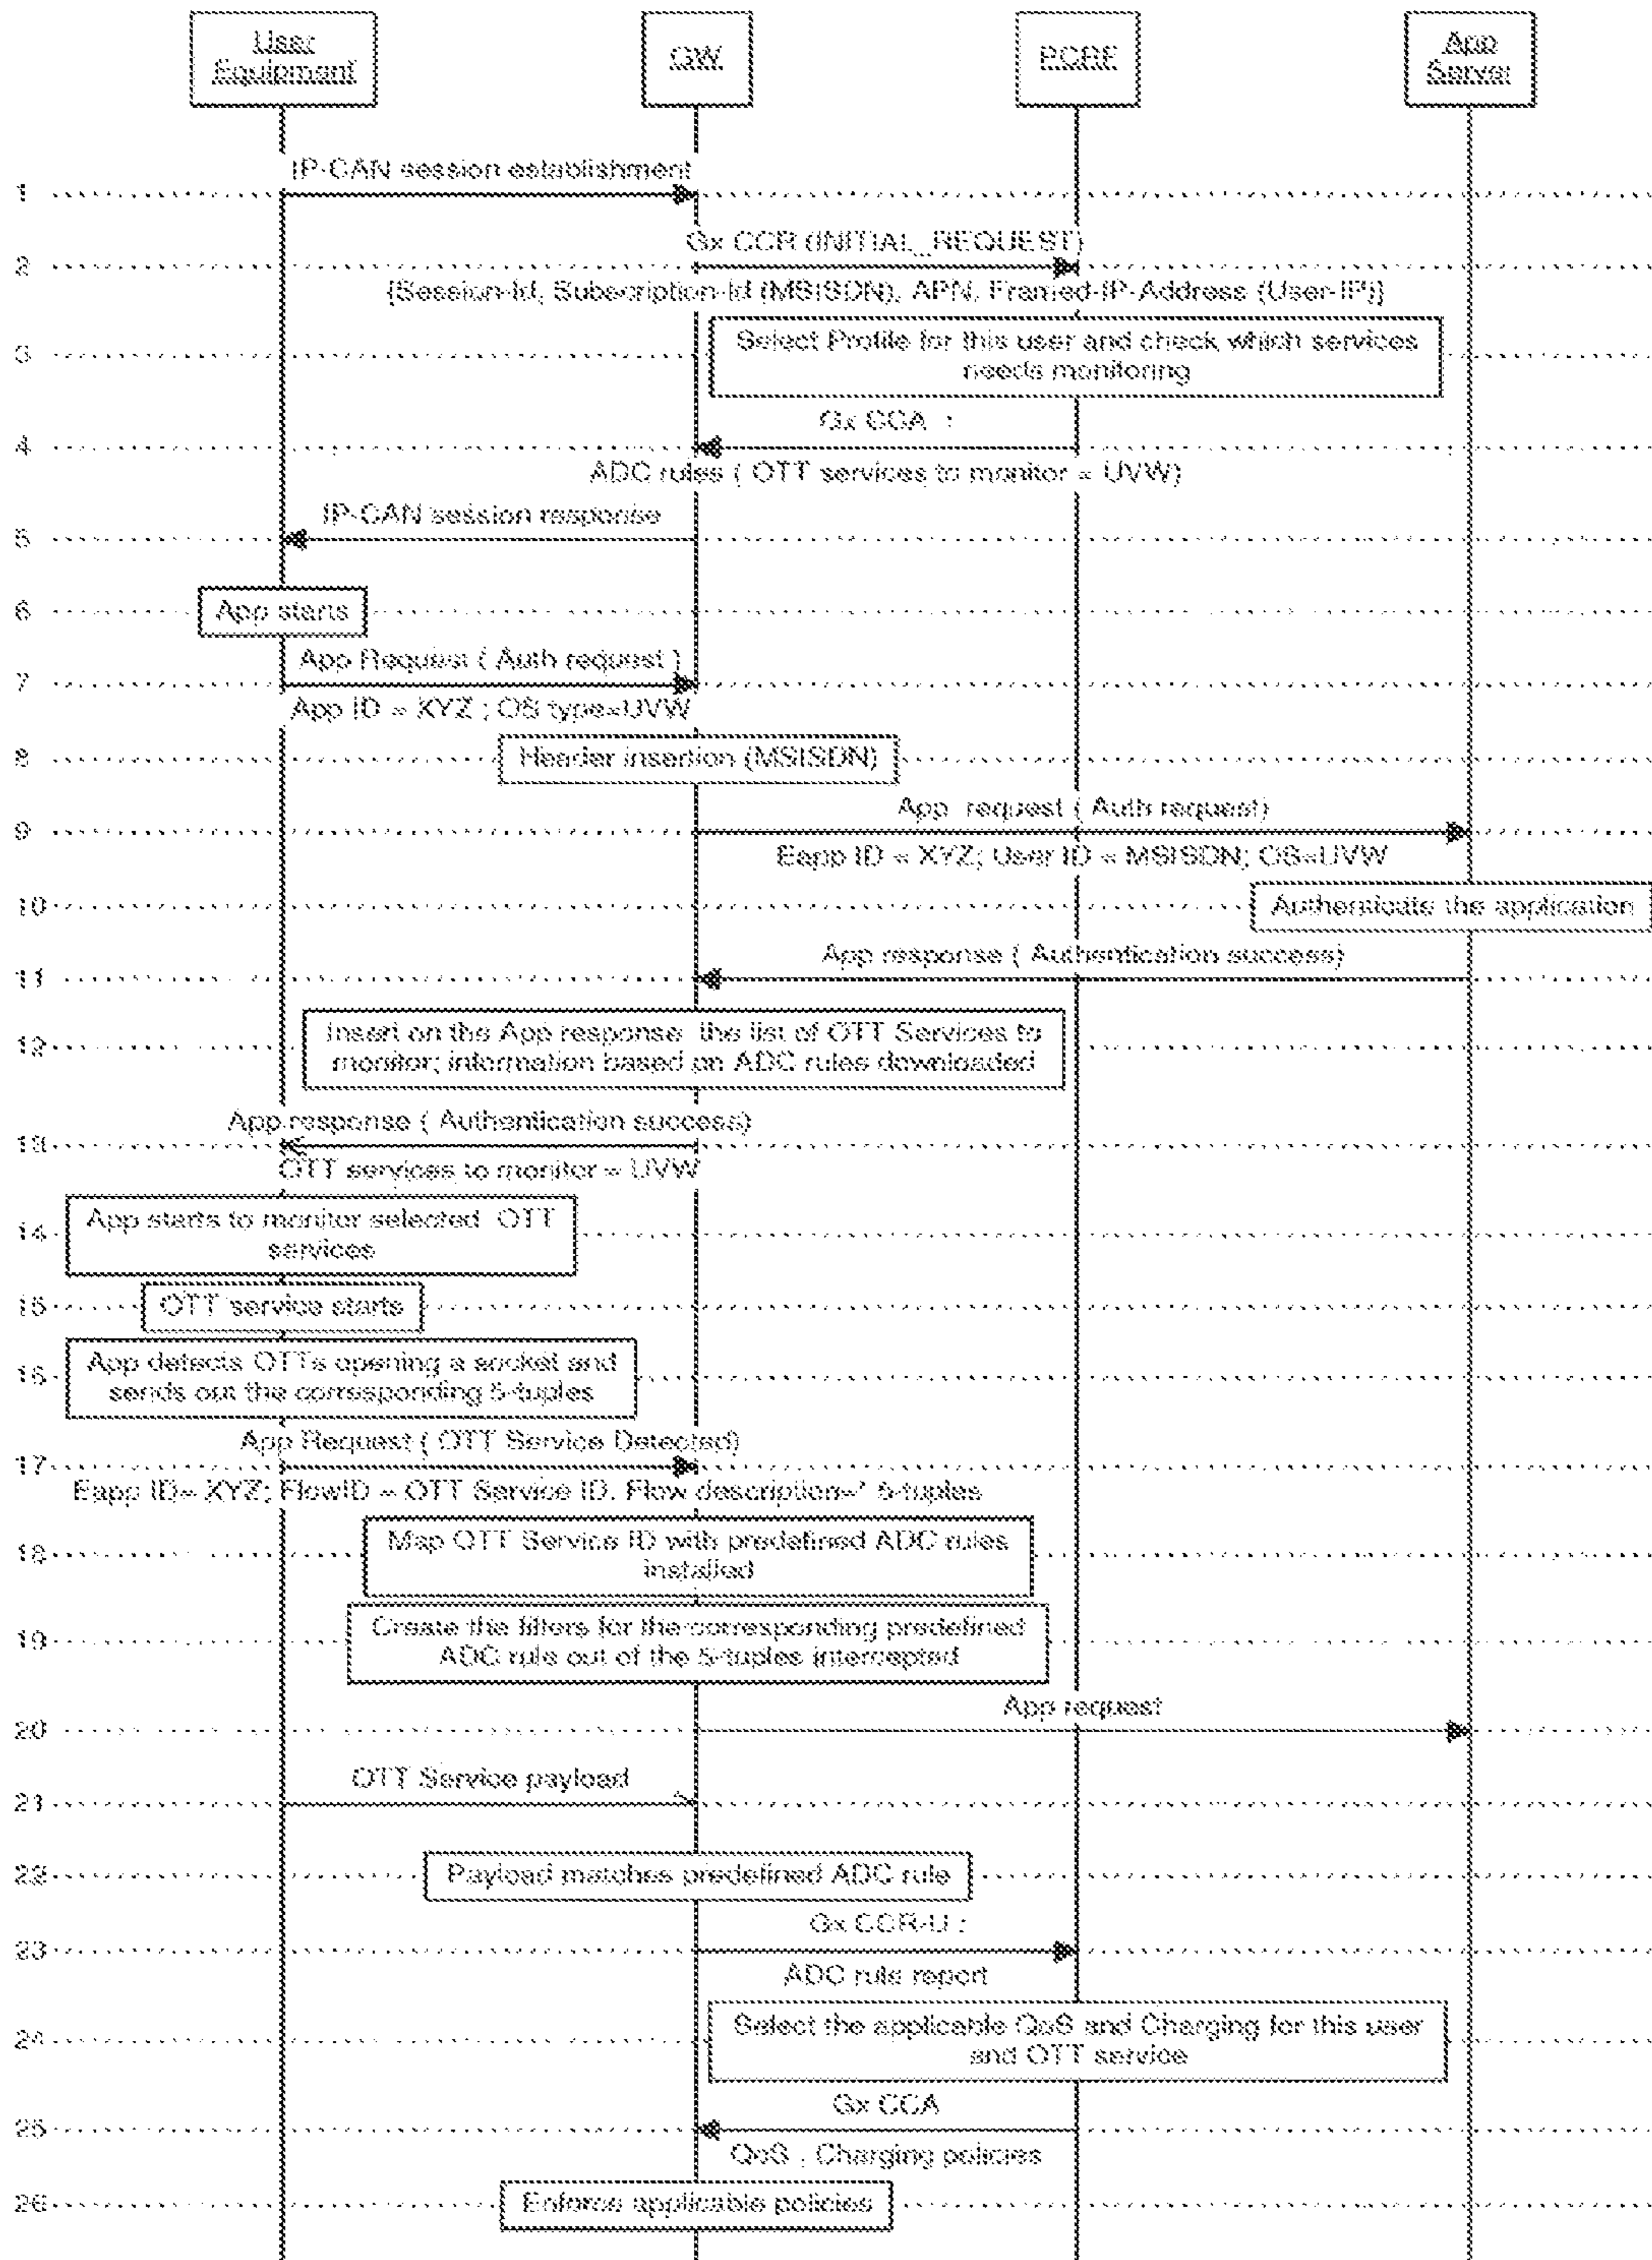 User
Equipment
GW
PCRF
App
Server
IP-CAN session establishment
1
Gx CCR (INITIAL_REQUEST)
2
{Session-Id, Subscription-Id (MSISDN), APN, Framed-IP-Address (User-IP)}
3
Select Profile for this user and check which services
needs monitoring
Gx CCA :
4
ADC rules ( OTT services to monitor = UVW)
IP-CAN session response
5
6
App starts
App Request ( Auth request )
7
App ID = XYZ ; OS type=UVW
8
Header insertion (MSISDN)
App request ( Auth request)
9
Eapp ID = XYZ; User ID = MSISDN; OS=UVW
10
Authenticate the application
App response ( Authentication success)
11
12
Insert on the App response the list of OTT Services to
monitor; information based on ADC rules downloaded
App response ( Authentication success)
13
OTT services to monitor = UVW
14
App starts to monitor selected OTT
services
15
OTT service starts
16
App detects OTTs opening a socket and
sends out the corresponding 5-tuples
App Request ( OTT Service Detected)
17
Eapp ID= XYZ; FlowID = OTT Service ID. Flow description=* 5-tuples
18
Map OTT Service ID with predefined ADC rules
installed
19
Create the filters for the corresponding predefined
ADC rule out of the 5-tuples intercepted
App request
20
OTT Service payload
21
22
Payload matches predefined ADC rule
Gx CCR-U :
23
ADC rule report
24
Select the applicable QoS and Charging for this user
and OTT service
Gx CCA
25
QoS , Charging policies
26
Enforce applicable policies